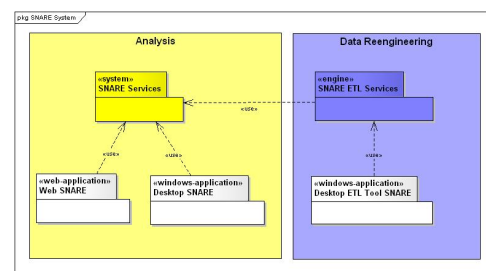 pkg SNARE System
Analysis
Data Reengineering
«system»
SNARE Services
«engine»
SNARE ETL Services
«use»
«use»
«use»
«use»
«web-application»
Web SNARE
«windows-application»
Desktop SNARE
«windows-application»
Desktop ETL Tool SNARE